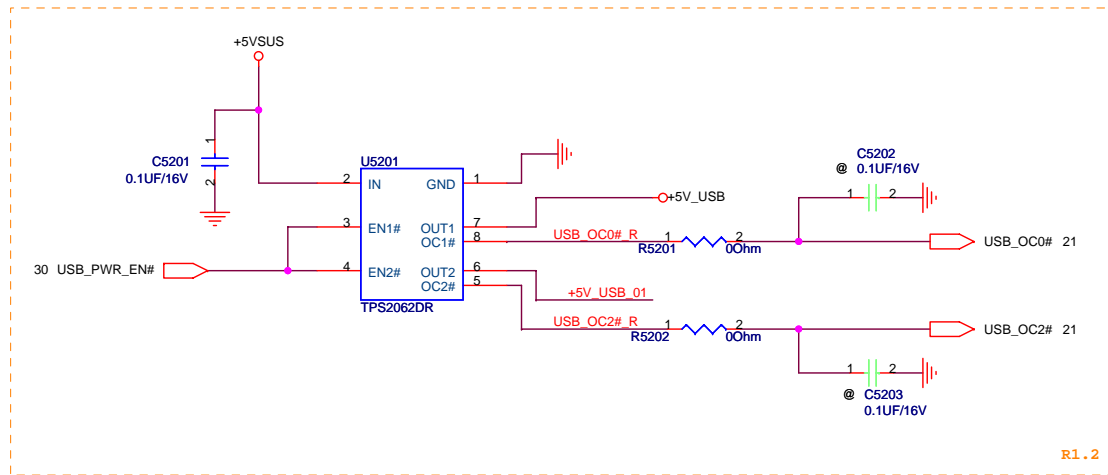 +5VSUS
1
C5201
0.1UF/16V
2
U5201
2 IN GND 1
3 EN1# OUT1 7
OC1# 8
4 EN2# OUT2 6
OC2# 5
TPS2062DR
30 USB_PWR_EN#
+5V_USB
USB_OC0#_R
R5201
1 2
0Ohm
C5202
@ 0.1UF/16V
1 2
USB_OC0# 21
+5V_USB_01
USB_OC2#_R
R5202
1 2
0Ohm
USB_OC2# 21
1 2
@ C5203
0.1UF/16V
R1.2